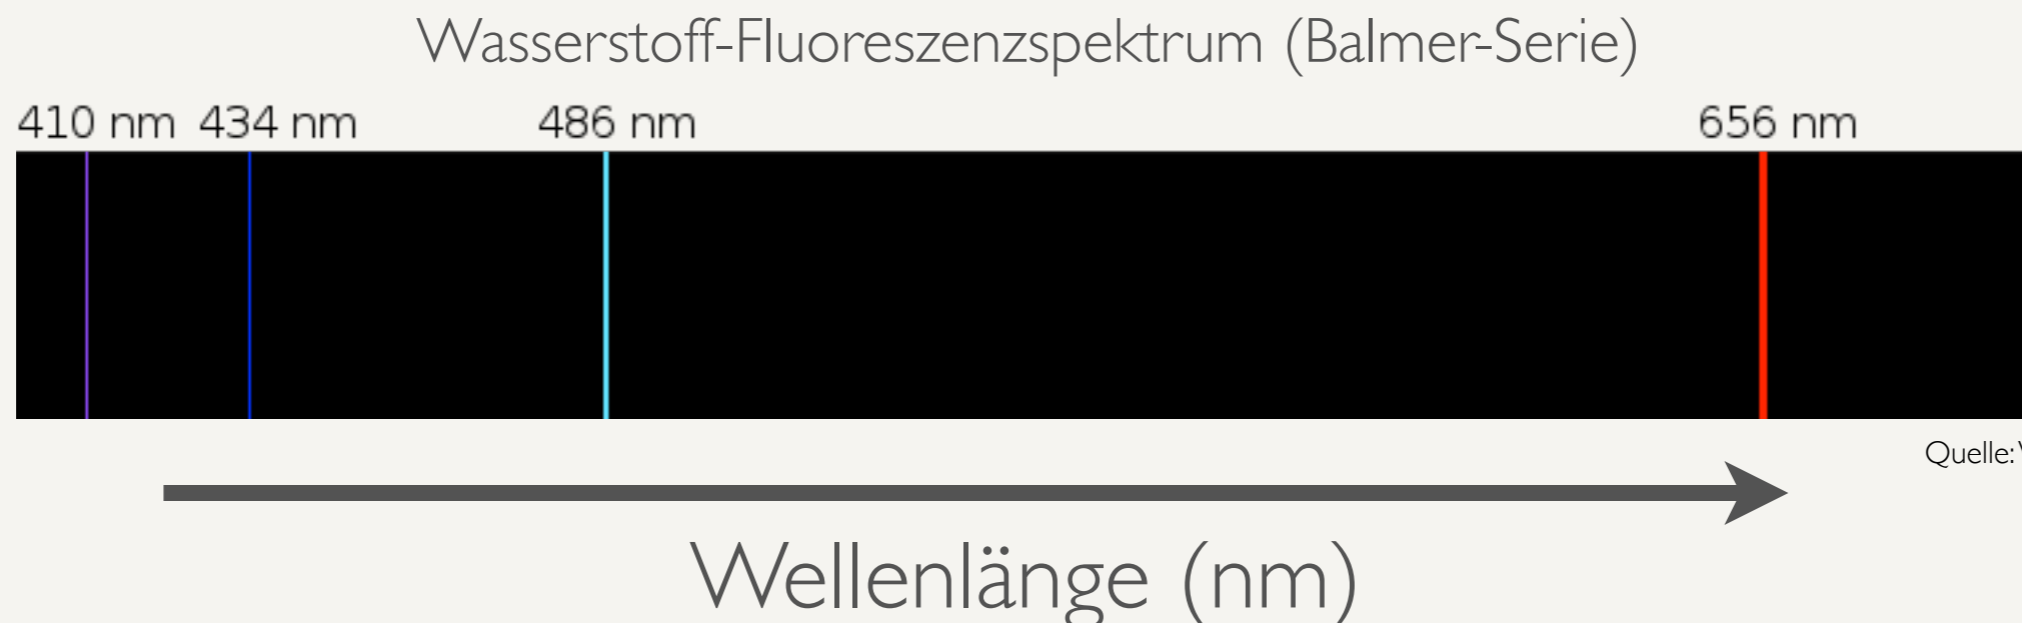 Wasserstoff-Fluoreszenzspektrum (Balmer-Serie)
410 nm 434 nm 486 nm 656 nm
Quelle:
Wellenlänge (nm)